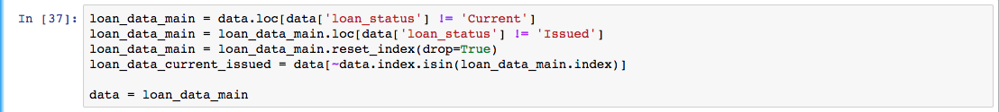 In [37]: loan_data_main = data.loc[data['loan_status'] != 'Current']
loan_data_main = loan_data_main.loc[data['loan_status'] != 'Issued']
loan_data_main = loan_data_main.reset_index(drop=True)
loan_data_current_issued = data[~data.index.isin(loan_data_main.index)]
data = loan_data_main